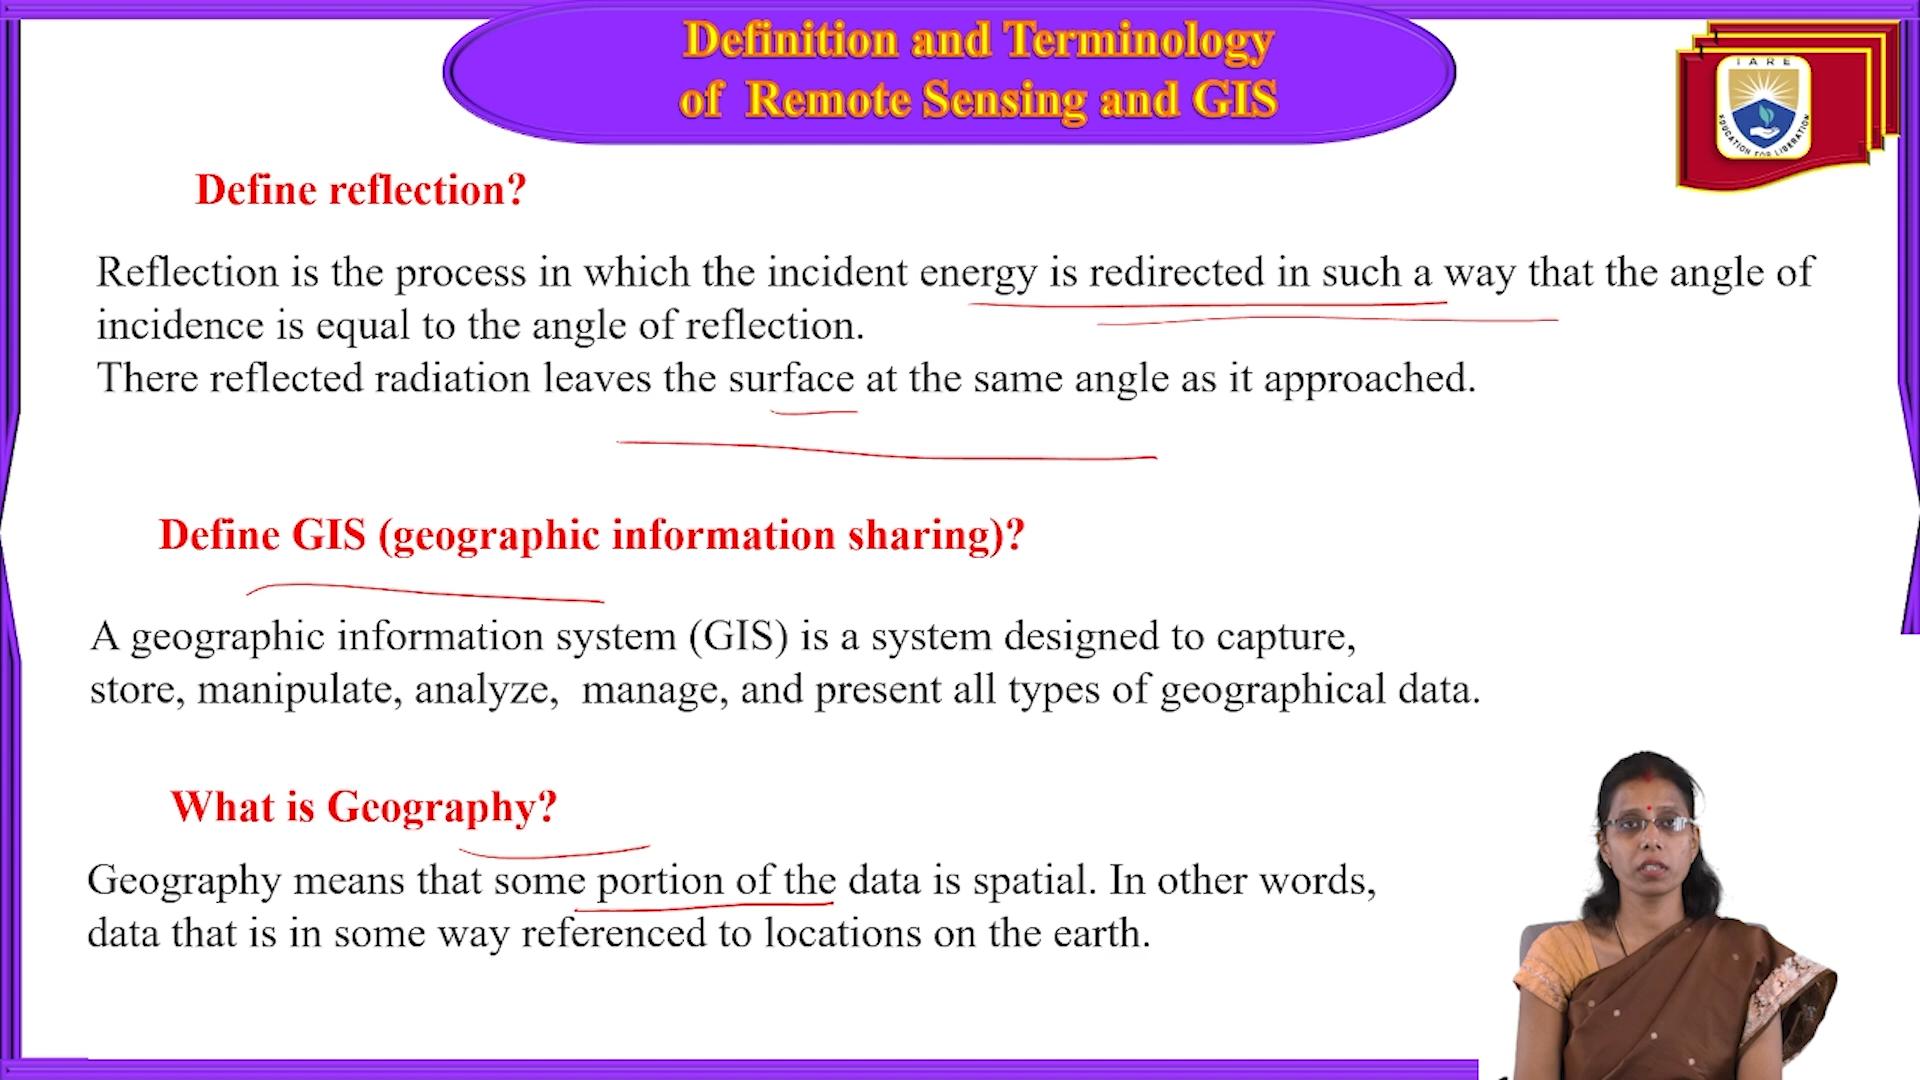 Definition and Terminology
of Remote Sensing and GIS
IARE
EDUCATION FOR LIBERATION
Define reflection?
Reflection is the process in which the incident energy is redirected in such a way that the angle of
incidence is equal to the angle of reflection.
There reflected radiation leaves the surface at the same angle as it approached.
Define GIS (geographic information sharing)?
A geographic information system (GIS) is a system designed to capture,
store, manipulate, analyze, manage, and present all types of geographical data.
What is Geography?
Geography means that some portion of the data is spatial. In other words,
data that is in some way referenced to locations on the earth.